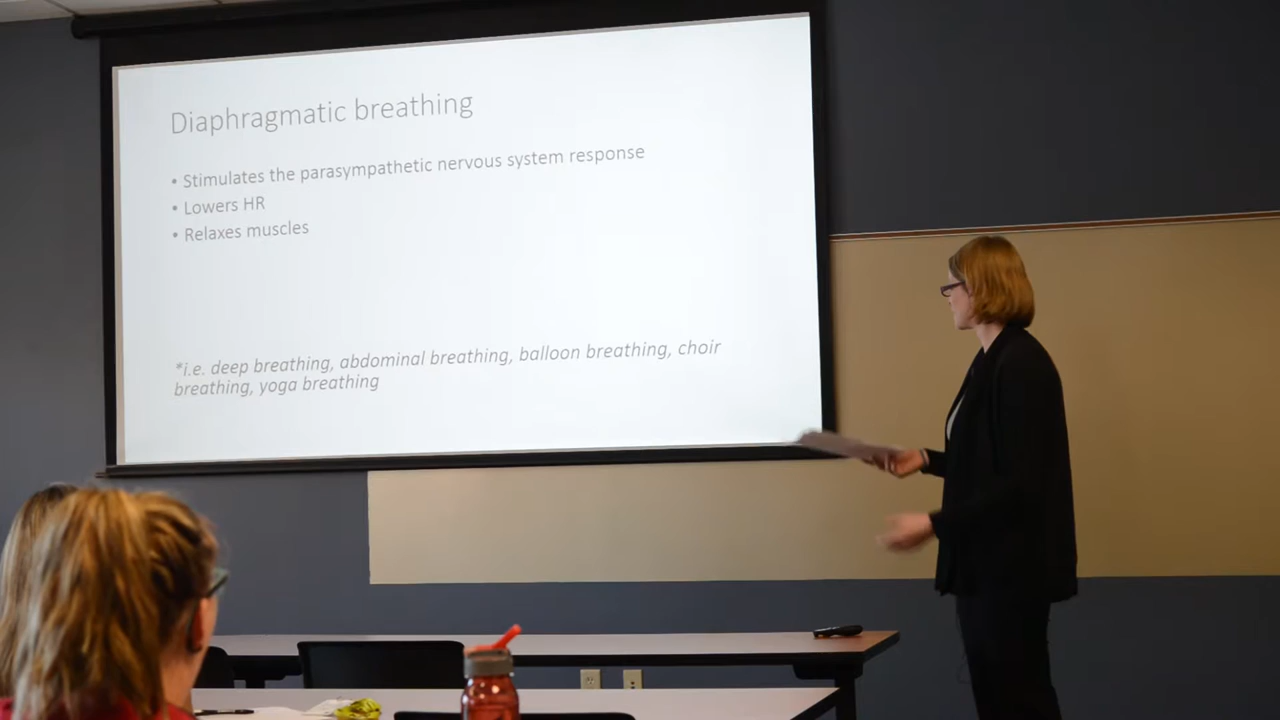 Diaphragmatic breathing
• Stimulates the parasympathetic nervous system response
• Lowers HR
• Relaxes muscles
*i.e. deep breathing, abdominal breathing, balloon breathing, choir
breathing, yoga breathing